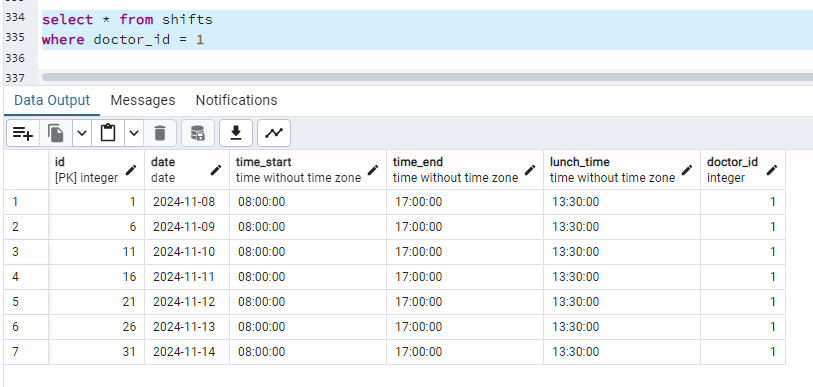 334 select * from shifts
335 where doctor_id = 1
336
337
Data Output Messages Notifications
id date time_start time_end lunch_time doctor_id
[PK] integer date time without time zone time without time zone time without time zone integer
1 1 2024-11-08 08:00:00 17:00:00 13:30:00 1
2 6 2024-11-09 08:00:00 17:00:00 13:30:00 1
3 11 2024-11-10 08:00:00 17:00:00 13:30:00 1
4 16 2024-11-11 08:00:00 17:00:00 13:30:00 1
5 21 2024-11-12 08:00:00 17:00:00 13:30:00 1
6 26 2024-11-13 08:00:00 17:00:00 13:30:00 1
7 31 2024-11-14 08:00:00 17:00:00 13:30:00 1